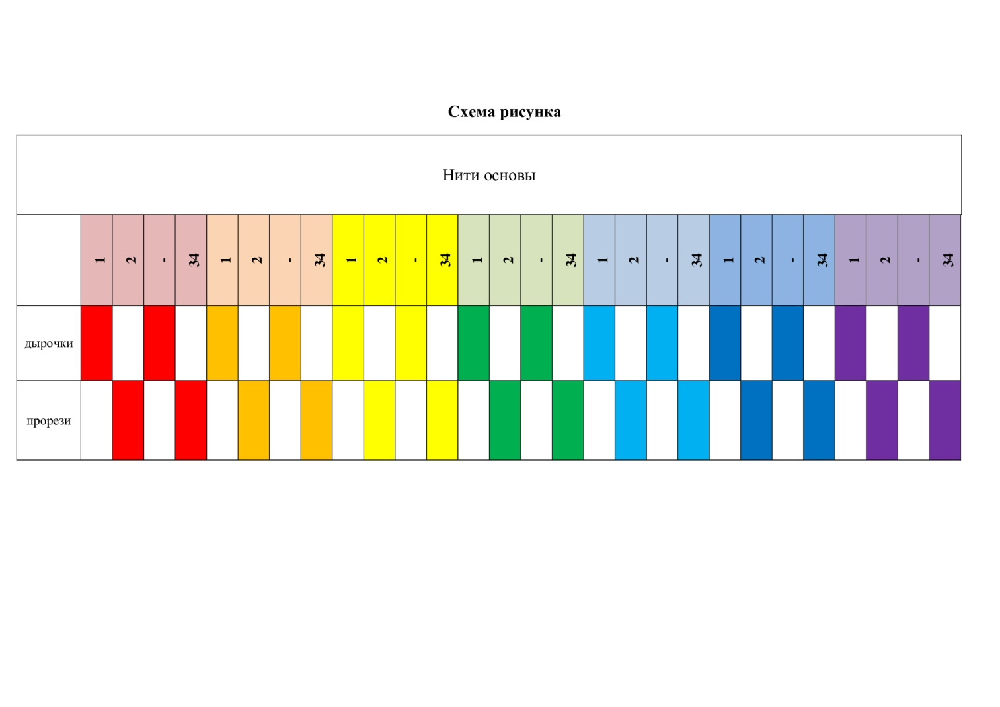 Схема рисунка
Нити основы
1 2 - 34 1 2 - 34 1 2 - 34 1 2 - 34 1 2 - 34 1 2 - 34 1 2 - 34
дырочки
прорези